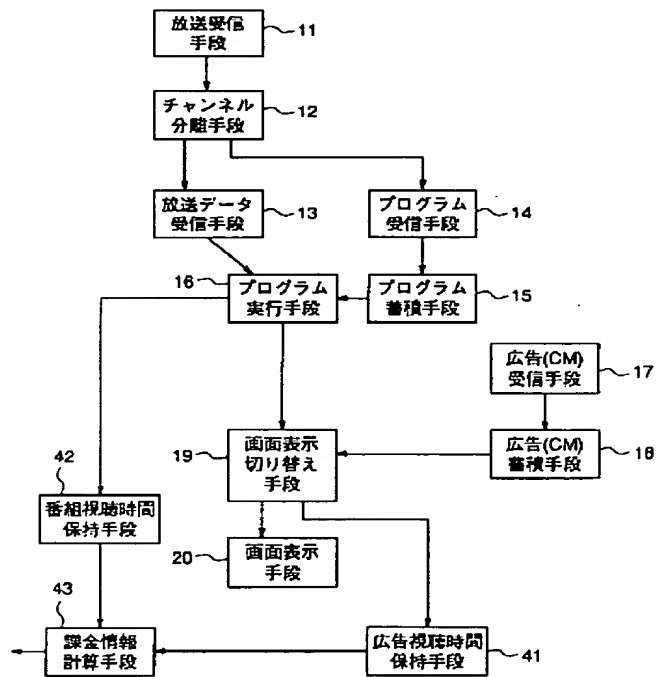 放送受信
手段
11
チャンネル
分離手段
12
放送データ
受信手段
13
プログラム
受信手段
14
16
プログラム
実行手段
プログラム
蓄積手段
15
広告(CM)
受信手段
17
19
画面表示
切り替え
手段
広告(CM)
蓄積手段
18
42
番組視聴時間
保持手段
20
画面表示
手段
43
課金情報
計算手段
広告視聴時間
保持手段
41